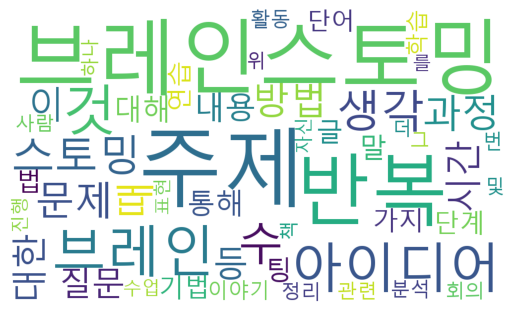 브레인스토밍
활동
단어
하나
위
를
학습
것
이
대해
연습
내용
방법
생각
과정
사람
스토밍
주제
자신
글
말
더
그
반복
시간
번
및
법
문제
때
표현
통해
책
가지
단계
진행
대한
브레인
등
수
팅
아이디어
질문
수업
기법
이야기
정리
관련
분석
회의